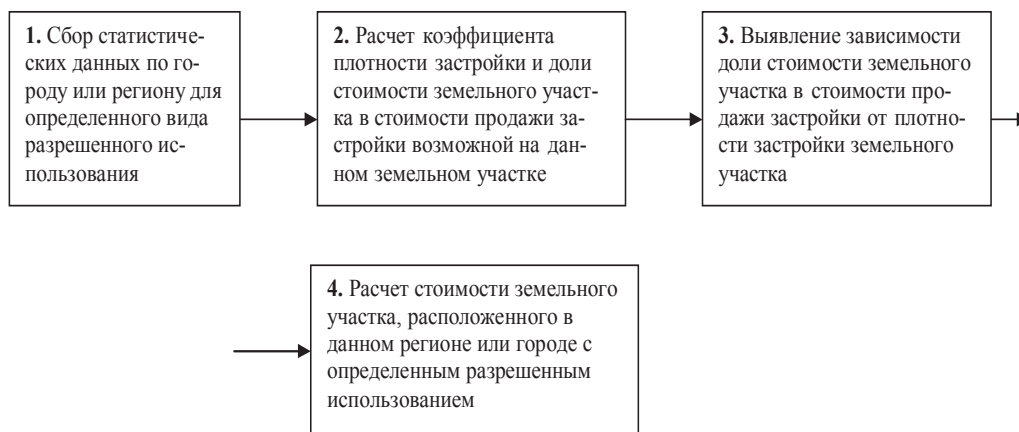 1. Сбор статистиче-
ских данных по го-
роду или региону для
определенного вида
разрешенного ис-
пользования
2. Расчет коэффициента
плотности застройки и доли
стоимости земельного участ-
ка в стоимости продажи за-
стройки возможной на дан-
ном земельном участке
3. Выявление зависимости
доли стоимости земельного
участка в стоимости про-
дажи застройки от плотно-
сти застройки земельного
участка
4. Расчет стоимости земельного
участка, расположенного в
данном регионе или городе с
определенным разрешенным
использованием